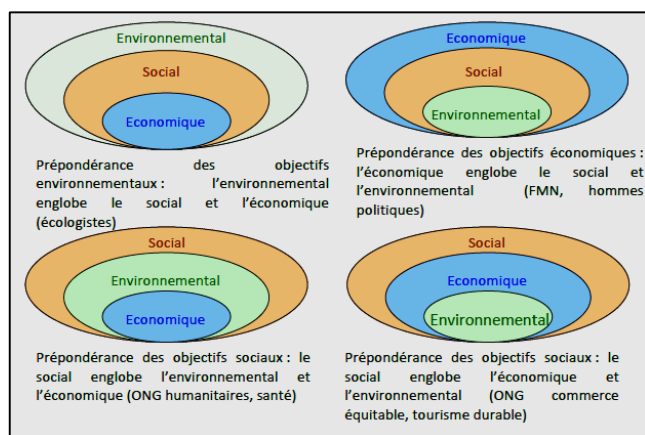 Environnemental
Social
Economique
Prépondérance des objectifs
environnementaux : l'environnemental
englobe le social et l'économique
(écologistes)
Economique
Social
Environnemental
Prépondérance des objectifs économiques :
l'économique englobe le social et
l'environnemental (FMN, hommes
politiques)
Social
Environnemental
Economique
Prépondérance des objectifs sociaux : le
social englobe l'environnemental et
l'économique (ONG humanitaires, santé)
Social
Economique
Environnemental
Prépondérance des objectifs sociaux : le
social englobe l'économique et
l'environnemental (ONG commerce
équitable, tourisme durable)